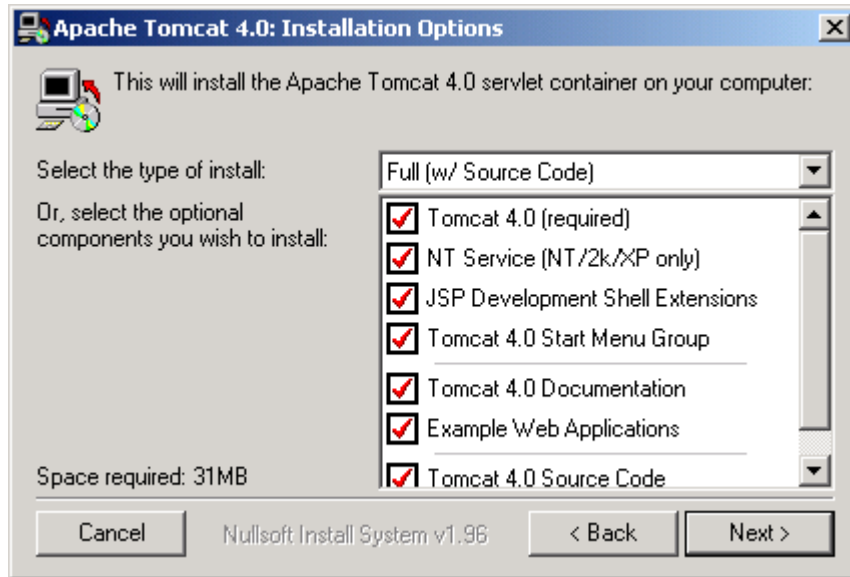 Apache Tomcat 4.0: Installation Options
This will install the Apache Tomcat 4.0 servlet container on your computer:
Select the type of install:
Full (w/ Source Code)
Or, select the optional
components you wish to install:
Tomcat 4.0 (required)
NT Service (NT/2k/XP only)
JSP Development Shell Extensions
Tomcat 4.0 Start Menu Group
Tomcat 4.0 Documentation
Example Web Applications
Tomcat 4.0 Source Code
Space required: 31MB
Cancel
Nullsoft Install System v1.96
< Back
Next >